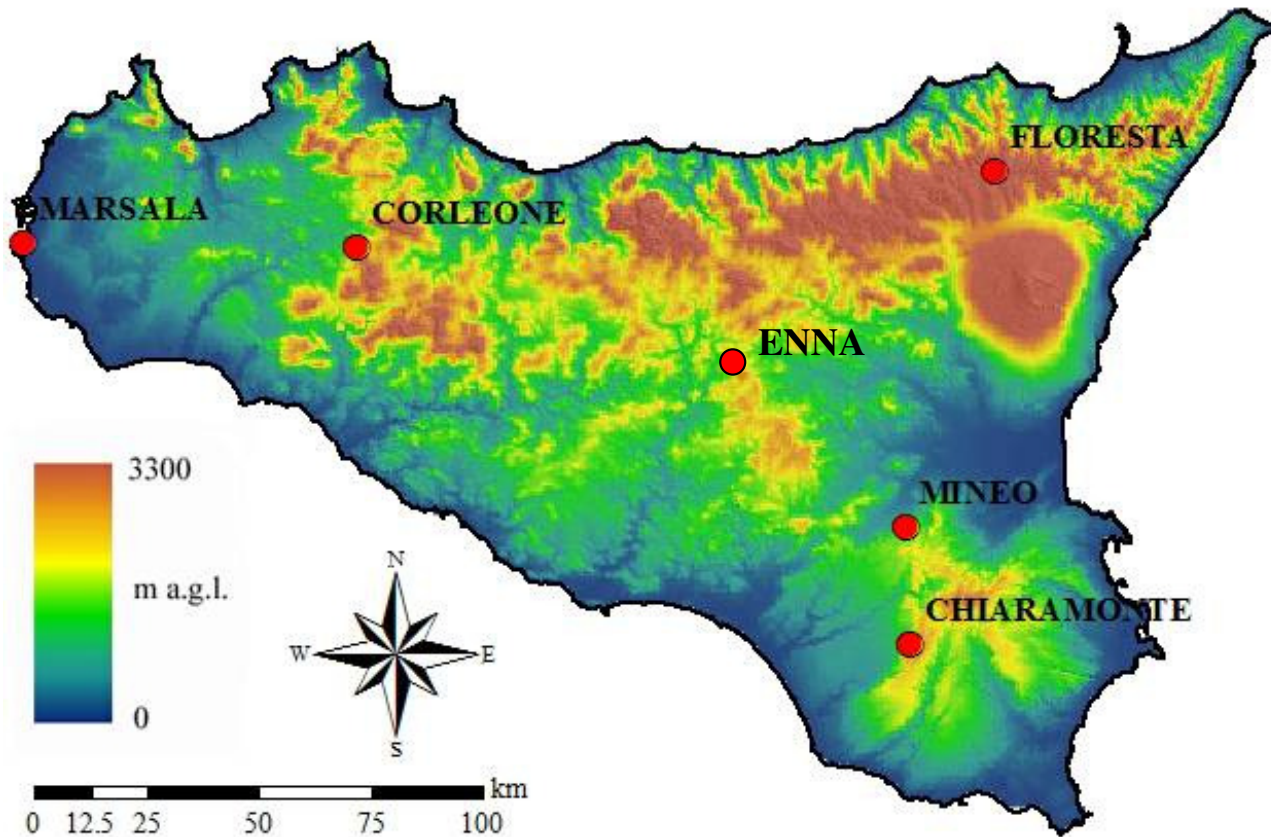 FLORESTA
MARSALA
CORLEONE
ENNA
3300
MINEO
m a.g.l.
N
CHIARAMONTE
W
E
0
S
km
0 12.5 25 50 75 100